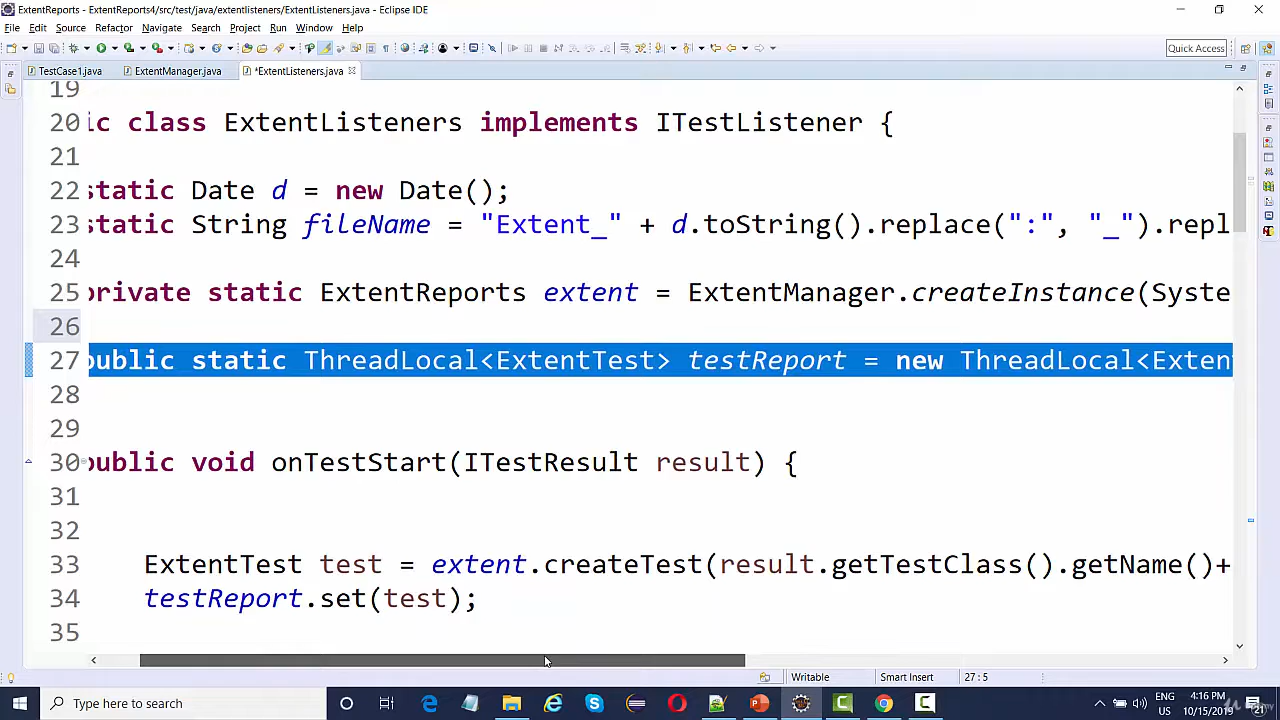 ExtentReports - ExtentReports4/src/test/java/extentlisteners/ExtentListeners.java - Eclipse IDE
File Edit Source Refactor Navigate Search Project Run Window Help
Quick Access
TestCase1.java ExtentManager.java *ExtentListeners.java
19
20 ic class ExtentListeners implements ITestListener {
21
22 static Date d = new Date();
23 static String fileName = "Extent_" + d.toString().replace(":", "_").repl
24
25 private static ExtentReports extent = ExtentManager.createInstance(Syste
26
27 public static ThreadLocal<ExtentTest> testReport = new ThreadLocal<Exten
28
29
30 public void onTestStart(ITestResult result) {
31
32
33 ExtentTest test = extent.createTest(result.getTestClass().getName()+
34 testReport.set(test);
35
Writable Smart Insert 27 : 5
Type here to search
ENG
US
4:16 PM
10/15/2019
21